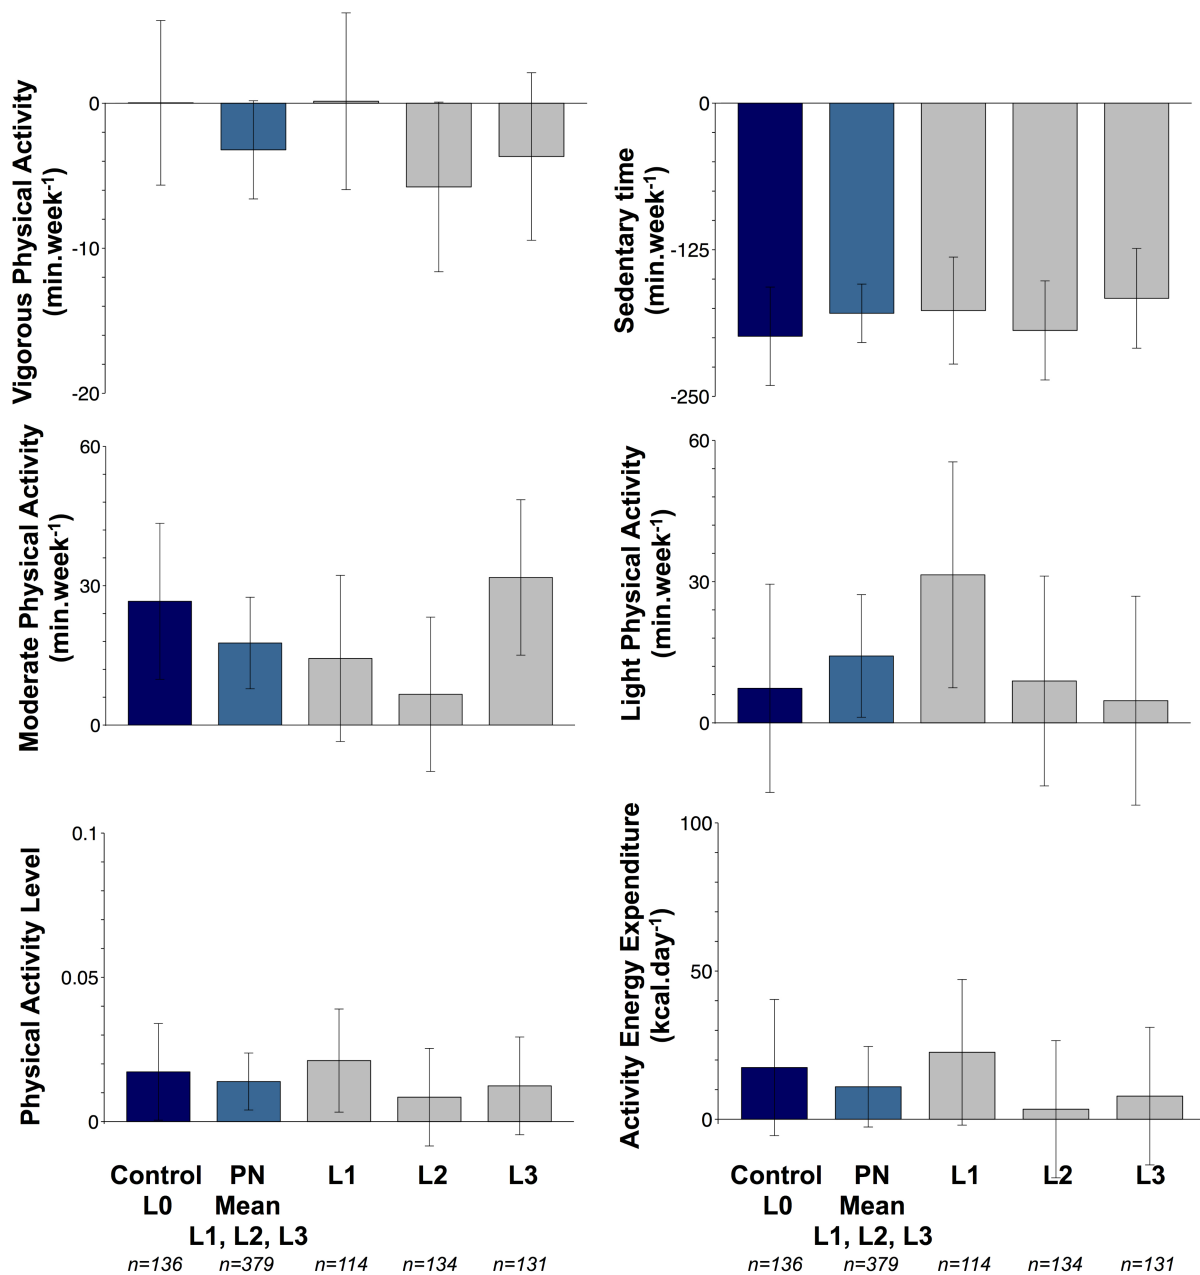 Vigorous Physical Activity
(min.week-1)
0
-10
-20
Sedentary time
(min.week-1)
0
-125
-250
Moderate Physical Activity
(min.week-1)
60
30
0
Light Physical Activity
(min.week-1)
60
30
0
Physical Activity Level
0.1
0.05
0
Activity Energy Expenditure
(kcal.day-1)
100
50
0
Control PN L1 L2 L3
L0 Mean
L1, L2, L3
n=136 n=379 n=114 n=134 n=131
Control PN L1 L2 L3
L0 Mean
L1, L2, L3
n=136 n=379 n=114 n=134 n=131